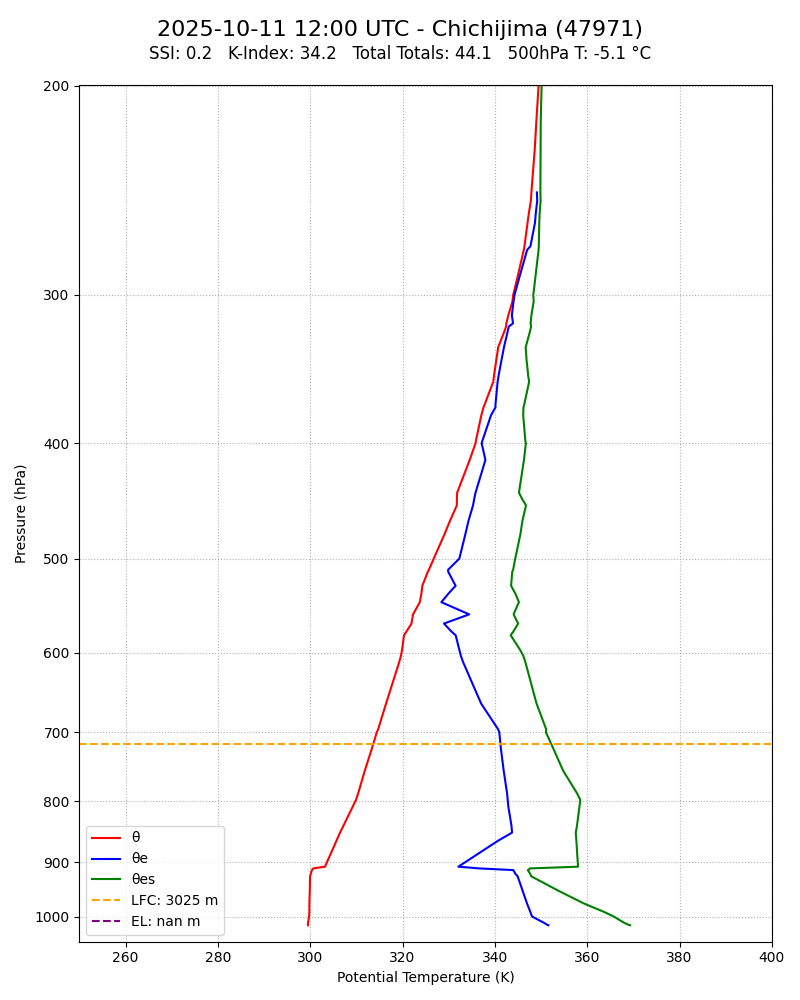 2025-10-11 12:00 UTC - Chichijima (47971)
SSI: 0.2   K-Index: 34.2   Total Totals: 44.1   500hPa T: -5.1 °C
Pressure (hPa)
200
300
400
500
600
700
800
900
1000
θ
θe
θes
LFC: 3025 m
EL: nan m
260 280 300 320 340 360 380 400
Potential Temperature (K)